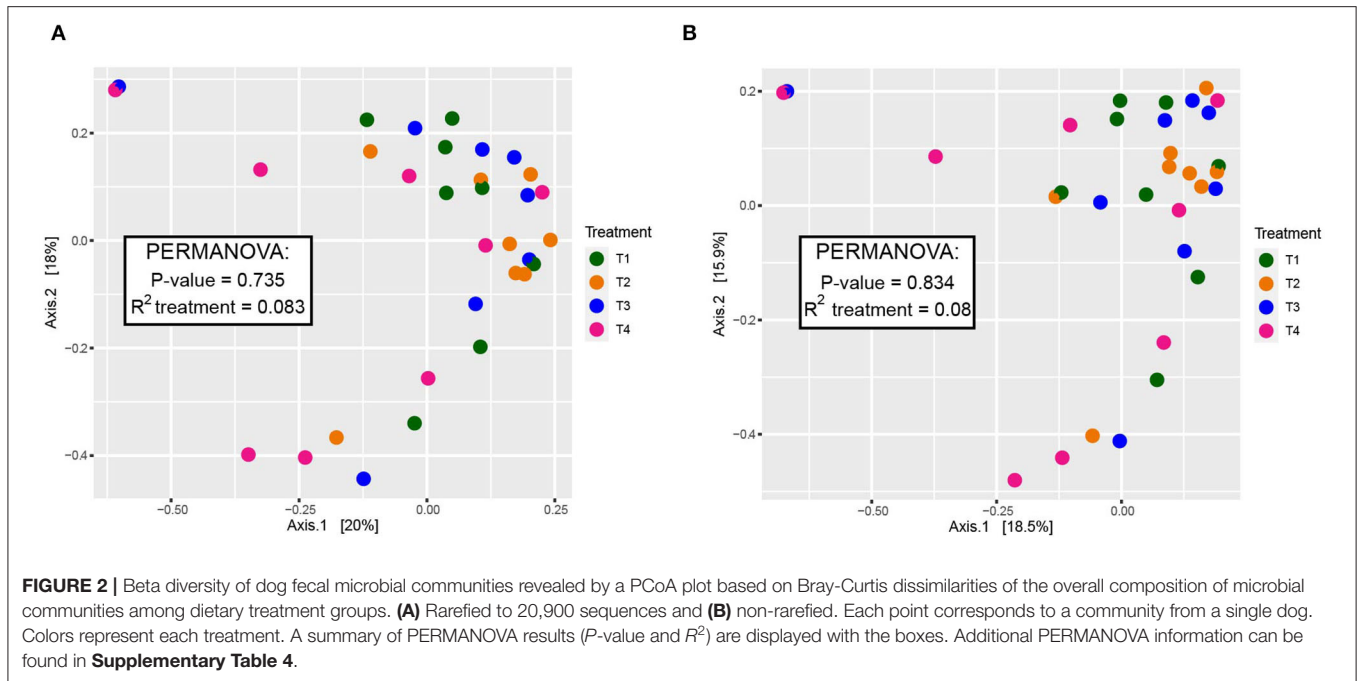 A
0.2
0.0
−0.2
−0.4
Axis.2 [18%]
PERMANOVA:
P-value = 0.735
R² treatment = 0.083
−0.50
−0.25
0.00
0.25
Axis.1 [20%]
Treatment
T1
T2
T3
T4
B
0.2
0.0
−0.2
−0.4
Axis.2 [15.9%]
PERMANOVA:
P-value = 0.834
R² treatment = 0.08
−0.50
−0.25
0.00
Axis.1 [18.5%]
Treatment
T1
T2
T3
T4
FIGURE 2 | Beta diversity of dog fecal microbial communities revealed by a PCoA plot based on Bray-Curtis dissimilarities of the overall composition of microbial
communities among dietary treatment groups. (A) Rarefied to 20,900 sequences and (B) non-rarefied. Each point corresponds to a community from a single dog.
Colors represent each treatment. A summary of PERMANOVA results (P-value and R²) are displayed with the boxes. Additional PERMANOVA information can be
found in Supplementary Table 4.